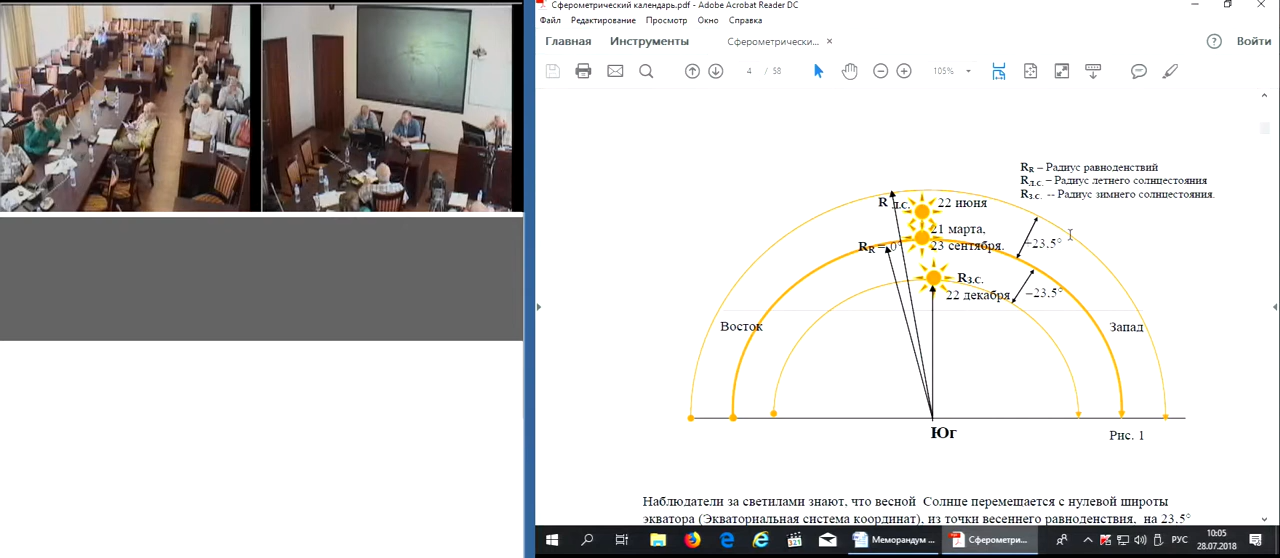 Сферометрический календарь.pdf - Adobe Acrobat Reader DC
Файл Редактирование Просмотр Окно Справка
Главная Инструменты Сферометрически... × Войти
4 / 58 105%
R_R – Радиус равноденствий
R_Л.С. – Радиус летнего солнцестояния
R_З.С. -- Радиус зимнего солнцестояния.
R Л.С. 22 июня
21 марта,
R_R = 0° 23 сентября. −23.5°
R_З.С.
22 декабря −23.5°
Восток Запад
Юг Рис. 1
Наблюдатели за светилами знают, что весной Солнце перемещается с нулевой широты
экватора (Экваториальная система координат), из точки весеннего равноденствия, на 23.5°
Меморандум ... Сферометри... РУС 10:05
28.07.2018